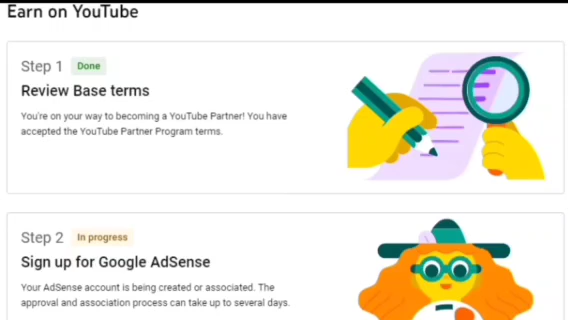 Earn on YouTube
Step 1 Done
Review Base terms
You're on your way to becoming a YouTube Partner! You have
accepted the YouTube Partner Program terms.
Step 2 In progress
Sign up for Google AdSense
Your AdSense account is being created or associated. The
approval and association process can take up to several days.